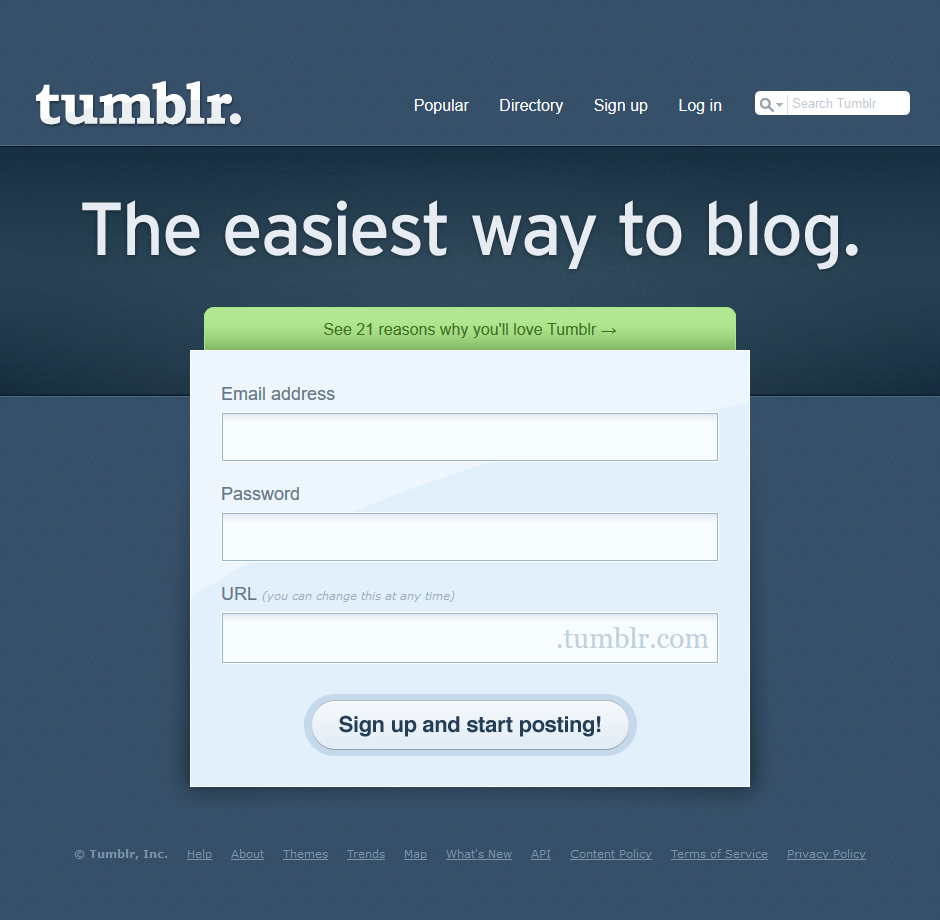 tumblr.
Popular Directory Sign up Log in Search Tumblr
The easiest way to blog.
See 21 reasons why you'll love Tumblr →
Email address
Password
URL (you can change this at any time)
.tumblr.com
Sign up and start posting!
© Tumblr, Inc. Help About Themes Trends Map What's New API Content Policy Terms of Service Privacy Policy